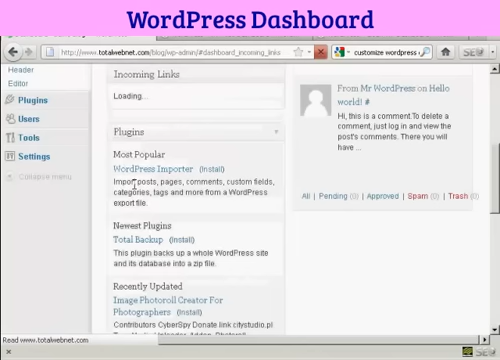 WordPress Dashboard
http://www.totalwebnet.com/blog/wp-admin/#dashboard_incoming_links
customize wordpress
Header
Editor
Plugins
Users
Tools
Settings
Collapse menu
Incoming Links
Loading...
Plugins
Most Popular
WordPress Importer (Install)
Import posts, pages, comments, custom fields,
categories, tags and more from a WordPress
export file.
Newest Plugins
Total Backup (Install)
This plugin backs up a whole WordPress site
and its database into a zip file.
Recently Updated
Image Photoroll Creator For
Photographers (Install)
Contributors CyberSpy Donate link citystudio.pl
From Mr WordPress on Hello
world! #
Hi, this is a comment.To delete a
comment, just log in and view the
post's comments. There you will
have ...
All | Pending (0) | Approved | Spam (0) | Trash (0)
Read www.totalwebnet.com